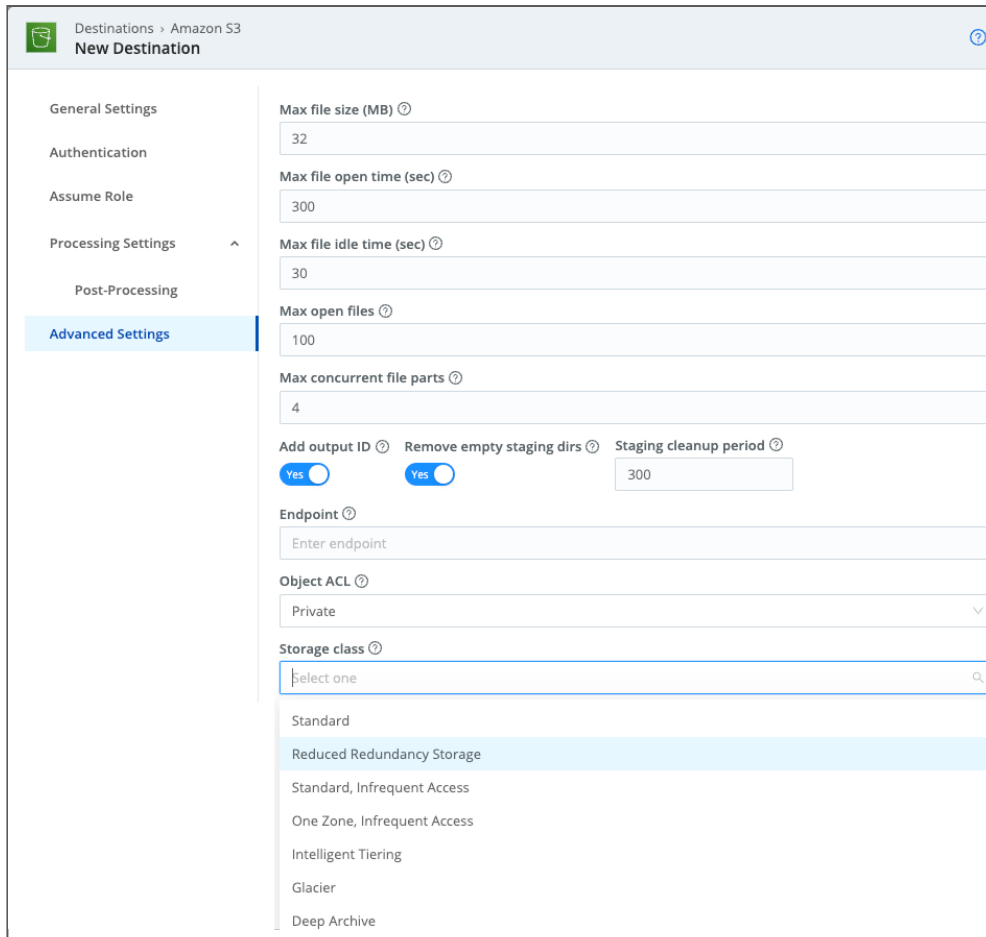 Destinations › Amazon S3
New Destination
General Settings
Authentication
Assume Role
Processing Settings
Post-Processing
Advanced Settings
Max file size (MB)
32
Max file open time (sec)
300
Max file idle time (sec)
30
Max open files
100
Max concurrent file parts
4
Add output ID Remove empty staging dirs Staging cleanup period
Yes Yes 300
Endpoint
Enter endpoint
Object ACL
Private
Storage class
Select one
Standard
Reduced Redundancy Storage
Standard, Infrequent Access
One Zone, Infrequent Access
Intelligent Tiering
Glacier
Deep Archive